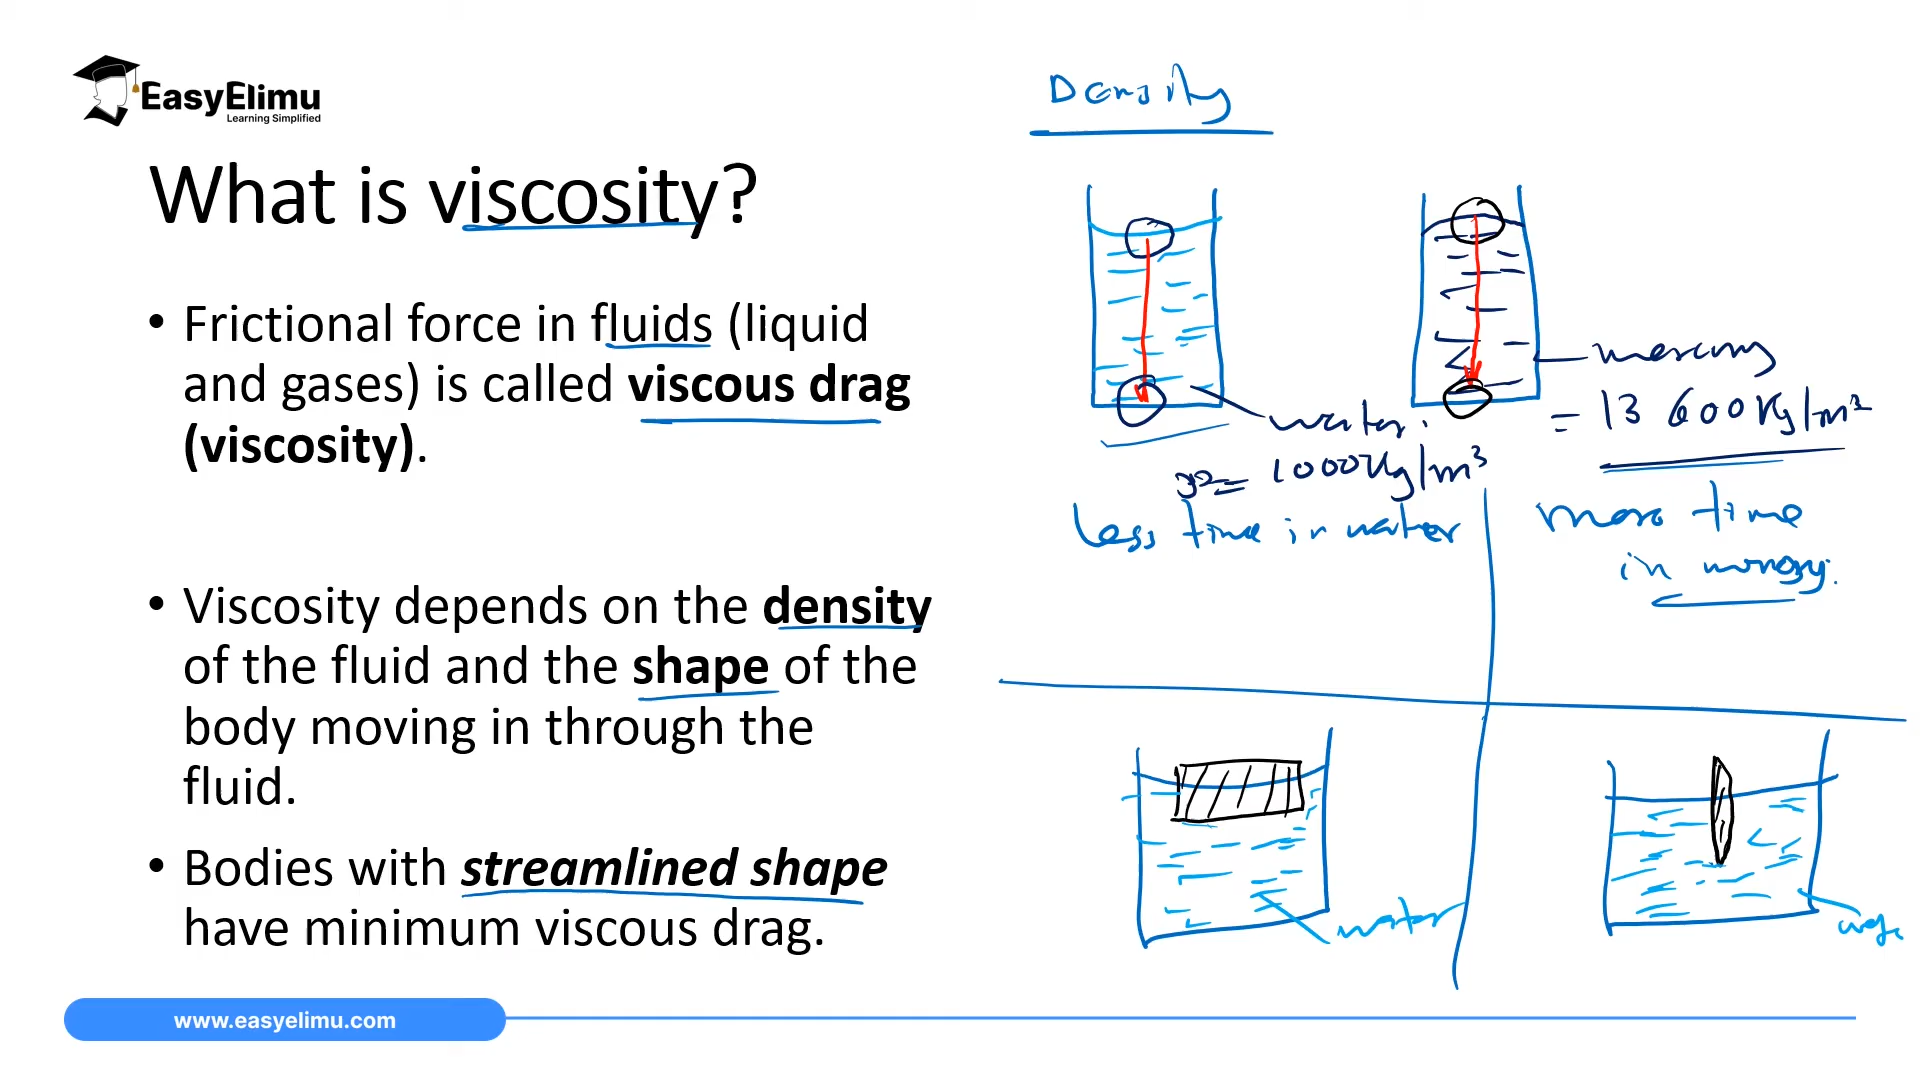 EasyElimu
Learning Simplified
What is viscosity?
• Frictional force in fluids (liquid
and gases) is called viscous drag
(viscosity).
• Viscosity depends on the density
of the fluid and the shape of the
body moving in through the
fluid.
• Bodies with streamlined shape
have minimum viscous drag.
www.easyelimu.com
Density
water.
= 1000Kg/m³
Less time in water
mercury
= 13 600Kg/m³
more time
in
water